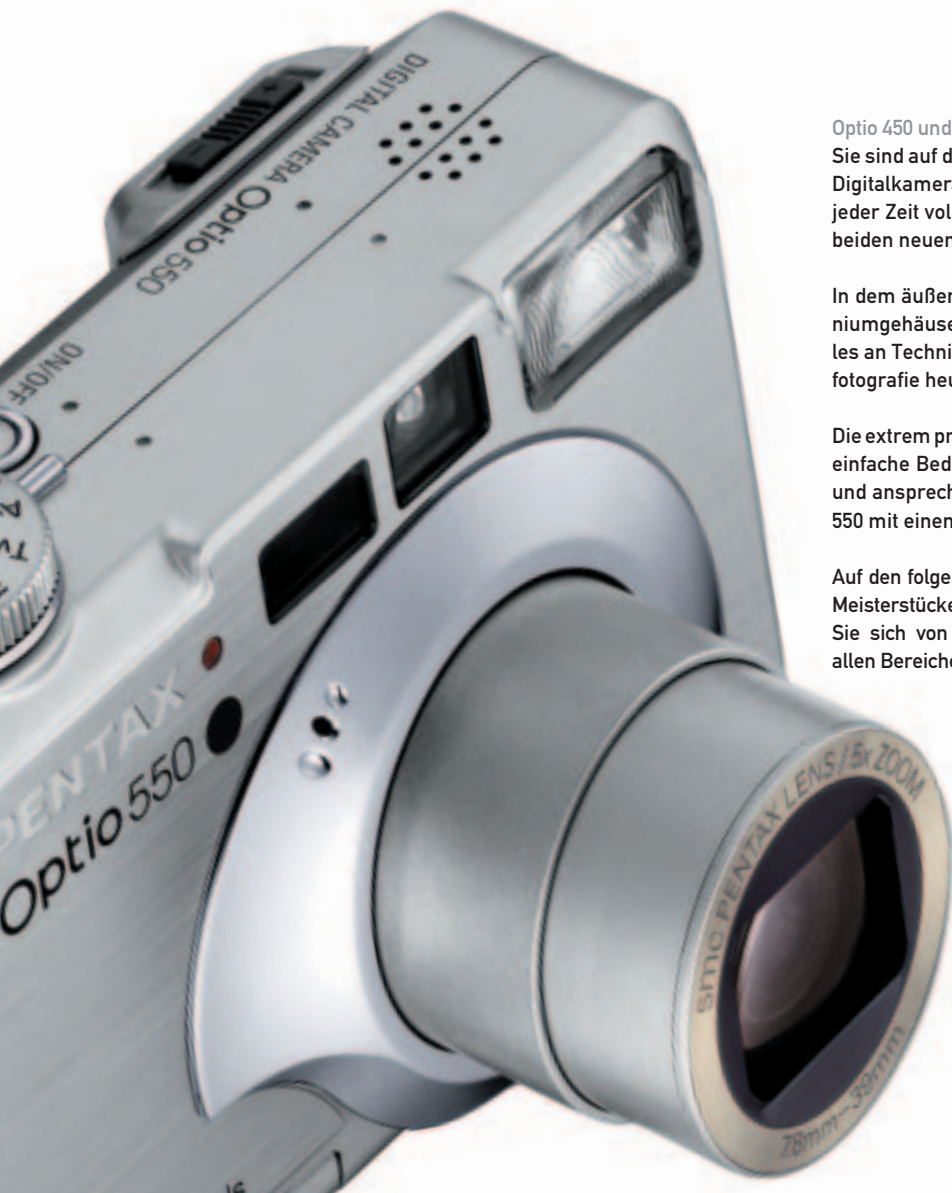 DIGITAL CAMERA Optio 550
ON/OFF
Av
Tv
PENTAX
Optio 550
smc PENTAX LENS / 5x ZOOM
7.8mm–39mm
Optio 450 und
Sie sind auf d
Digitalkamer
jeder Zeit vol
beiden neuen
In dem äußer
niumgehäuse
les an Techni
fotografie heu
Die extrem pr
einfache Bed
und ansprech
550 mit einen
Auf den folge
Meisterstücke
Sie sich von
allen Bereiche